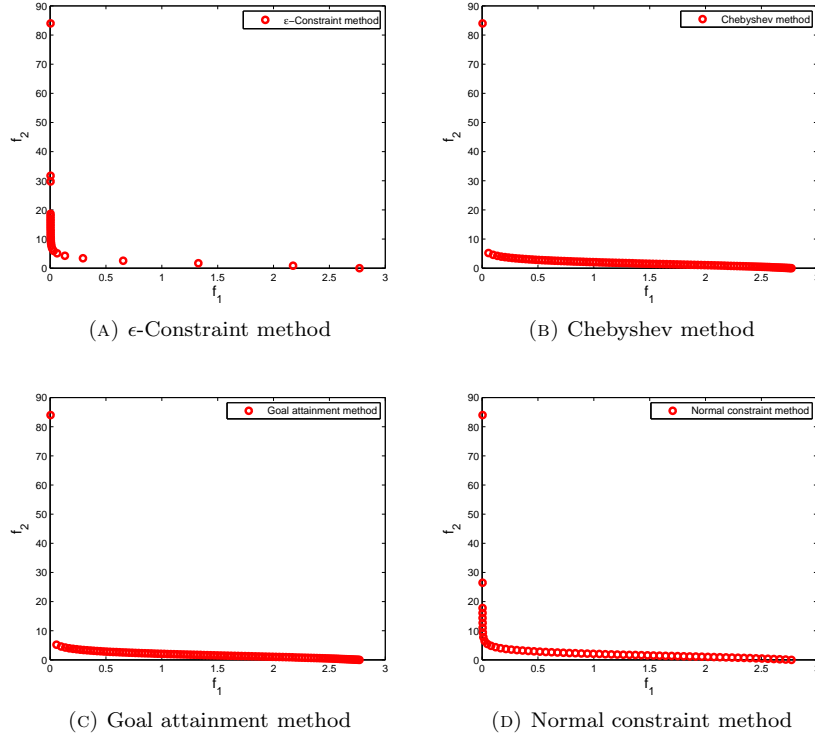 90
80
70
60
50
40
30
20
10
0
f2
0 0.5 1 1.5 2 2.5 3
f1
ε-Constraint method
(A) ϵ-Constraint method
90
80
70
60
50
40
30
20
10
0
f2
0 0.5 1 1.5 2 2.5 3
f1
Chebyshev method
(B) Chebyshev method
90
80
70
60
50
40
30
20
10
0
f2
0 0.5 1 1.5 2 2.5 3
f1
Goal attainment method
(C) Goal attainment method
90
80
70
60
50
40
30
20
10
0
f2
0 0.5 1 1.5 2 2.5
f1
Normal constraint method
(D) Normal constraint method